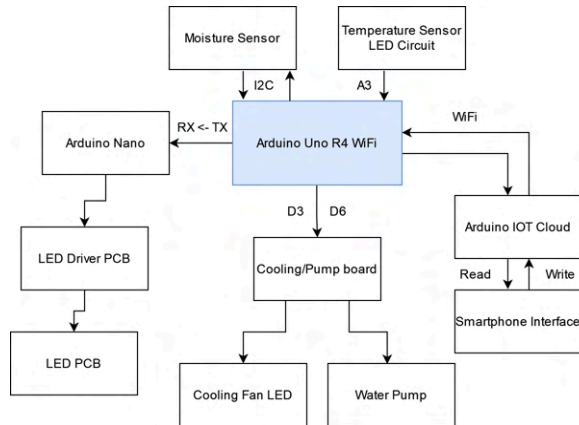 Moisture Sensor
Temperature Sensor
LED Circuit
I2C
A3
RX <- TX
WiFi
Arduino Nano
Arduino Uno R4 WiFi
D3
D6
Arduino IOT Cloud
LED Driver PCB
Cooling/Pump board
Read
Write
Smartphone Interface
LED PCB
Cooling Fan LED
Water Pump